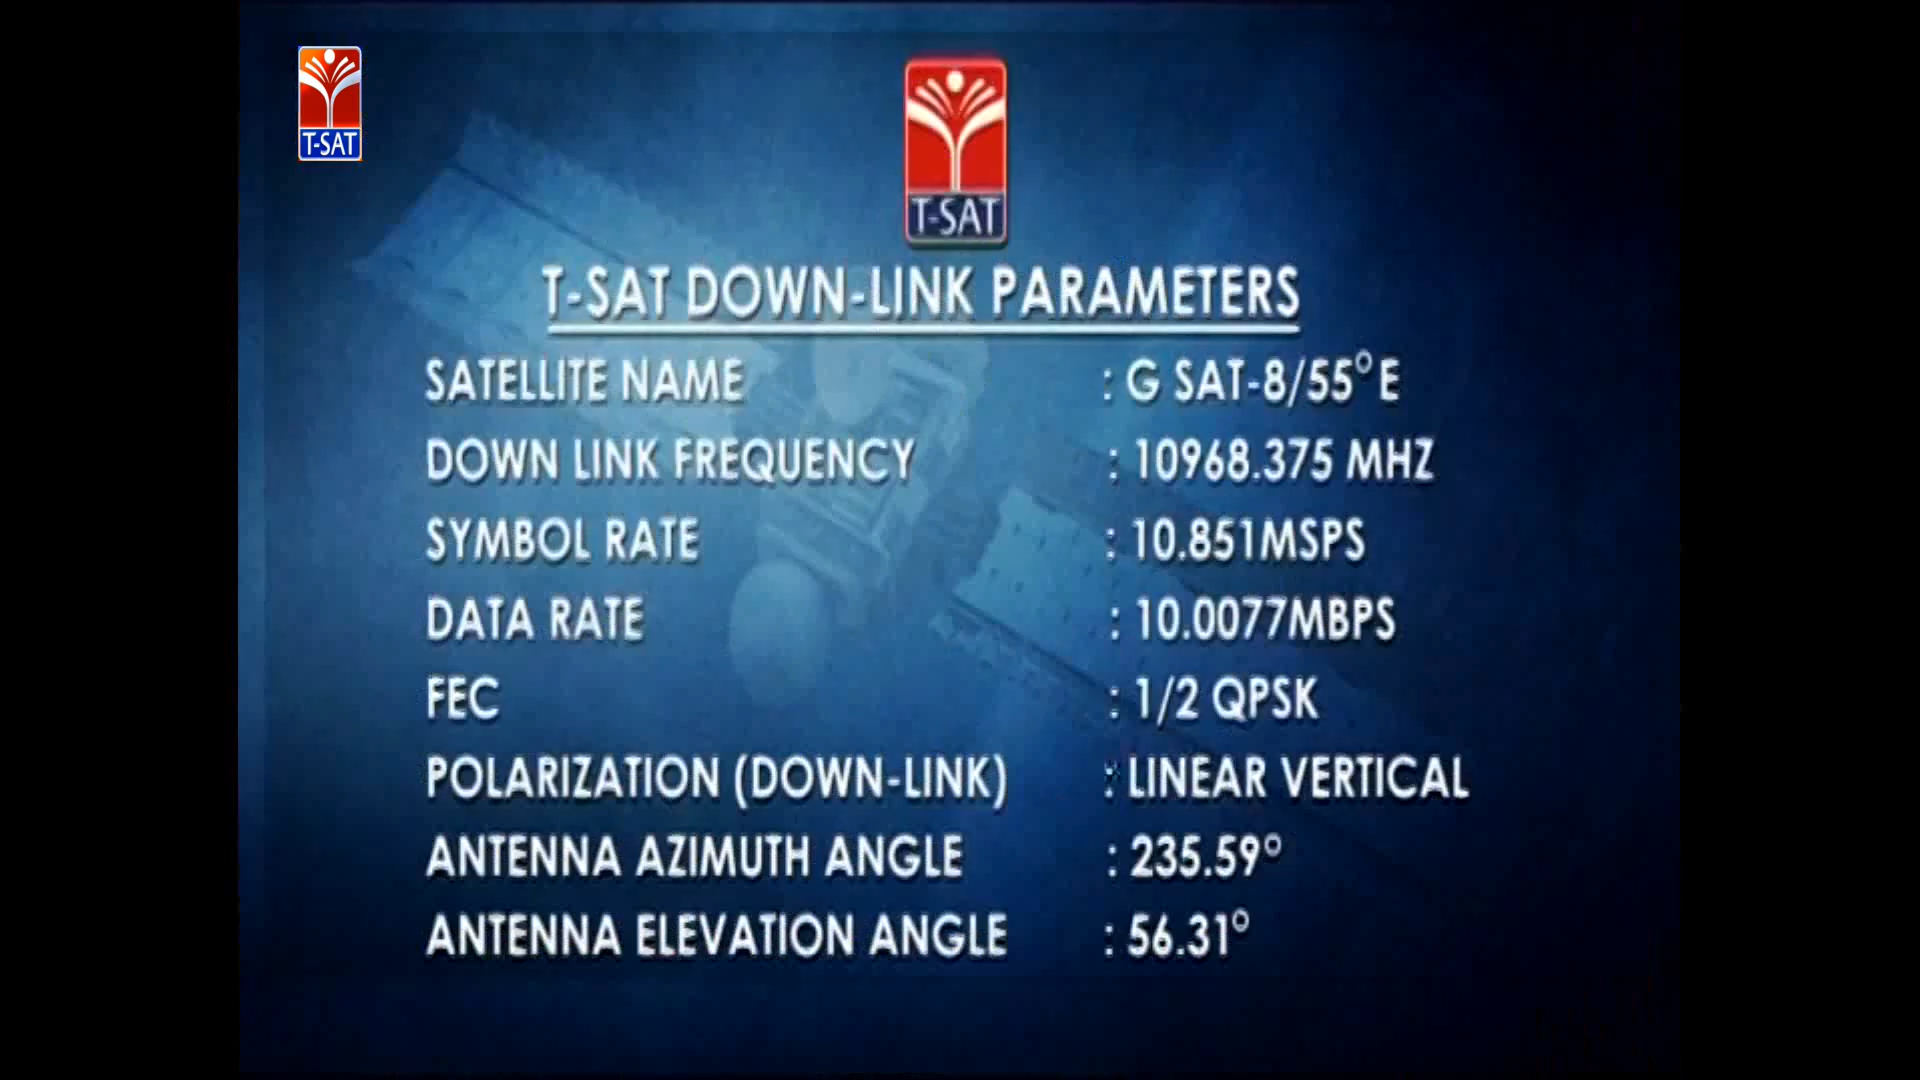 T-SAT
T-SAT
T-SAT DOWN-LINK PARAMETERS
SATELLITE NAME : G SAT-8/55° E
DOWN LINK FREQUENCY : 10968.375 MHZ
SYMBOL RATE : 10.851MSPS
DATA RATE : 10.0077MBPS
FEC : 1/2 QPSK
POLARIZATION (DOWN-LINK) : LINEAR VERTICAL
ANTENNA AZIMUTH ANGLE : 235.59°
ANTENNA ELEVATION ANGLE : 56.31°